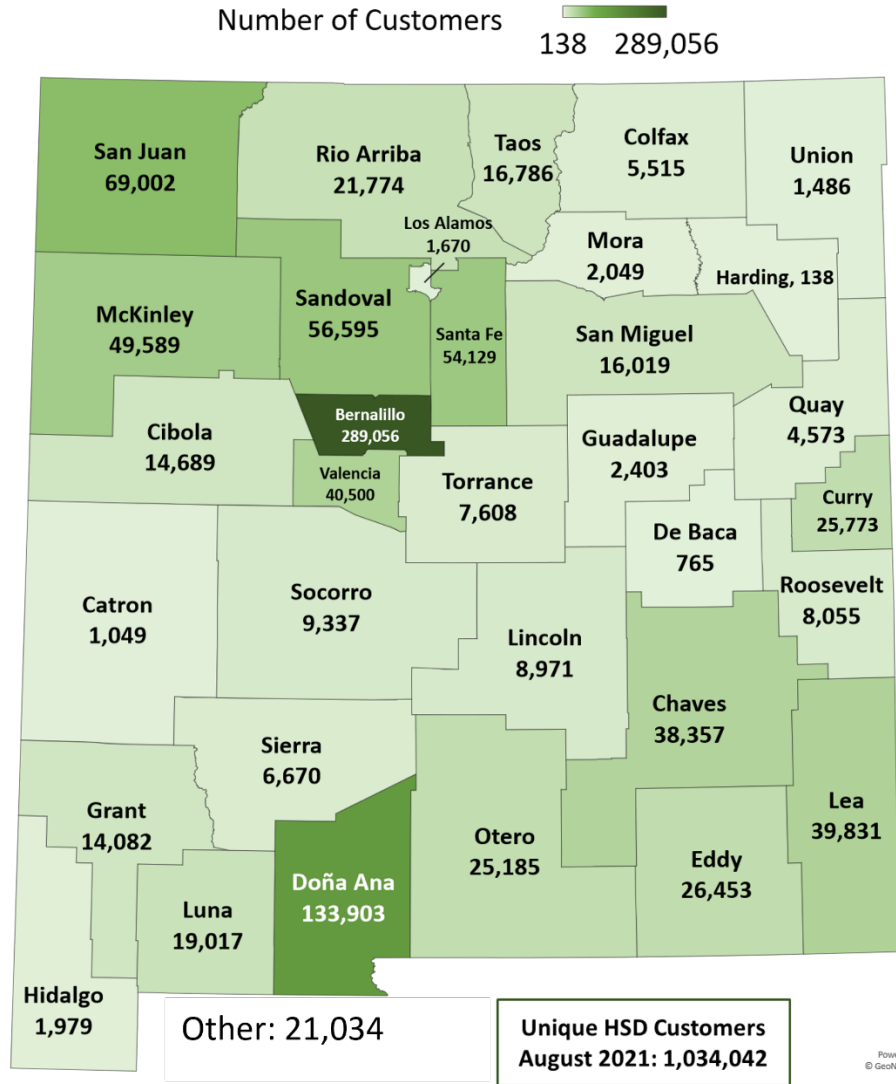 Number of Customers
138 289,056
San Juan
69,002
Rio Arriba
21,774
Taos
16,786
Colfax
5,515
Union
1,486
Los Alamos
1,670
Mora
2,049
Harding, 138
McKinley
49,589
Sandoval
56,595
Santa Fe
54,129
San Miguel
16,019
Quay
4,573
Cibola
14,689
Bernalillo
289,056
Valencia
40,500
Torrance
7,608
Guadalupe
2,403
Curry
25,773
De Baca
765
Roosevelt
8,055
Catron
1,049
Socorro
9,337
Lincoln
8,971
Chaves
38,357
Sierra
6,670
Grant
14,082
Lea
39,831
Otero
25,185
Eddy
26,453
Doña Ana
133,903
Luna
19,017
Hidalgo
1,979
Other: 21,034
Unique HSD Customers
August 2021: 1,034,042